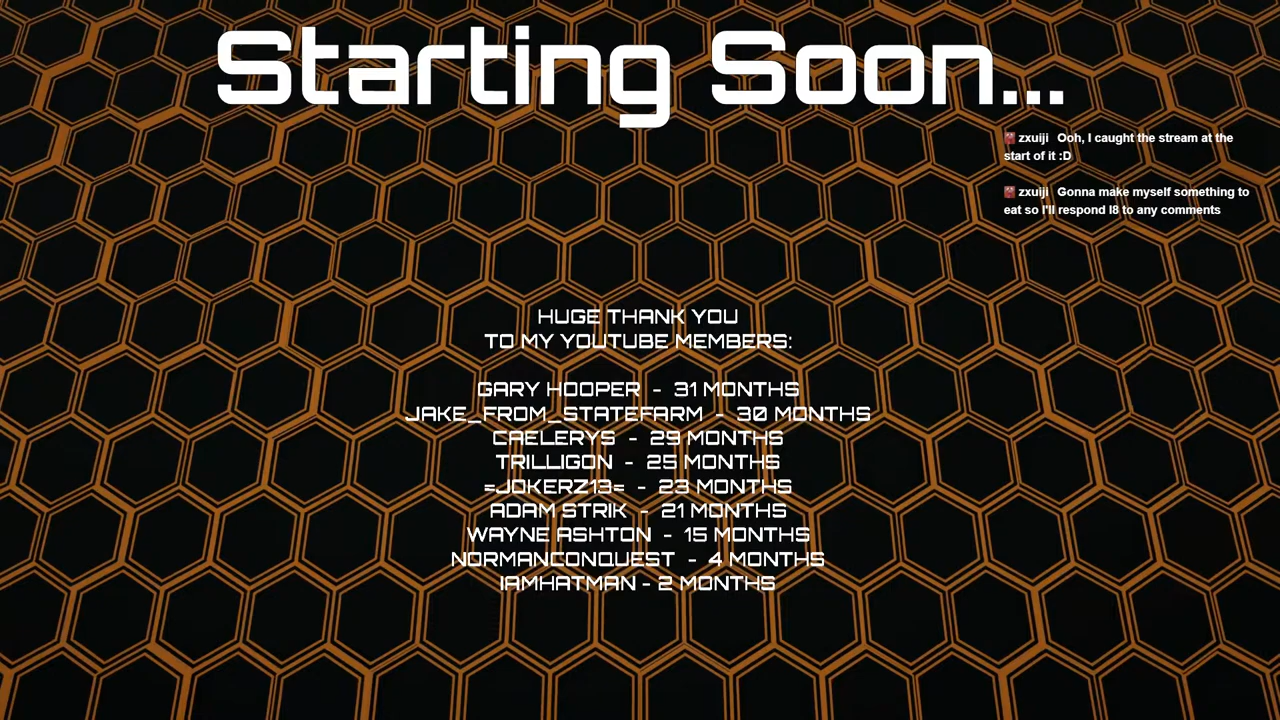 Starting Soon...
zxuiji Ooh, I caught the stream at the
start of it :D
zxuiji Gonna make myself something to
eat so I'll respond l8 to any comments
HUGE THANK YOU
TO MY YOUTUBE MEMBERS:
GARY HOOPER - 31 MONTHS
JAKE_FROM_STATEFARM - 30 MONTHS
CAELERYS - 29 MONTHS
TRILLIGON - 25 MONTHS
=JOKERZ13= - 23 MONTHS
ADAM STRIK - 21 MONTHS
WAYNE ASHTON - 15 MONTHS
NORMANCONQUEST - 4 MONTHS
IAMHATMAN - 2 MONTHS